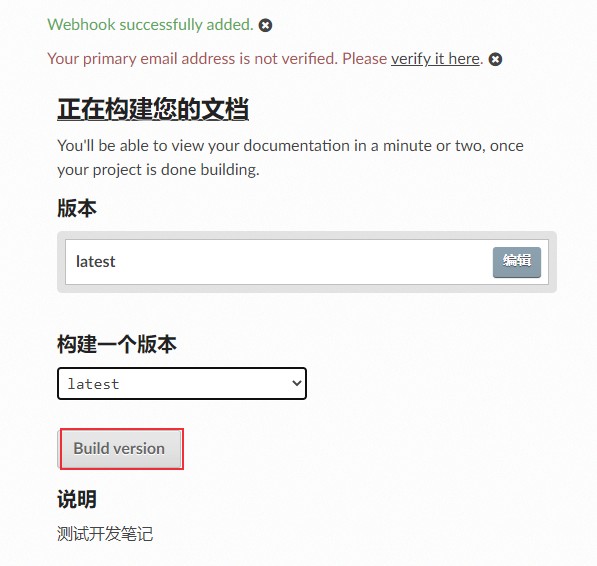 Webhook successfully added.
Your primary email address is not verified. Please verify it here.
正在构建您的文档
You'll be able to view your documentation in a minute or two, once
your project is done building.
版本
latest
编辑
构建一个版本
latest
Build version
说明
测试开发笔记